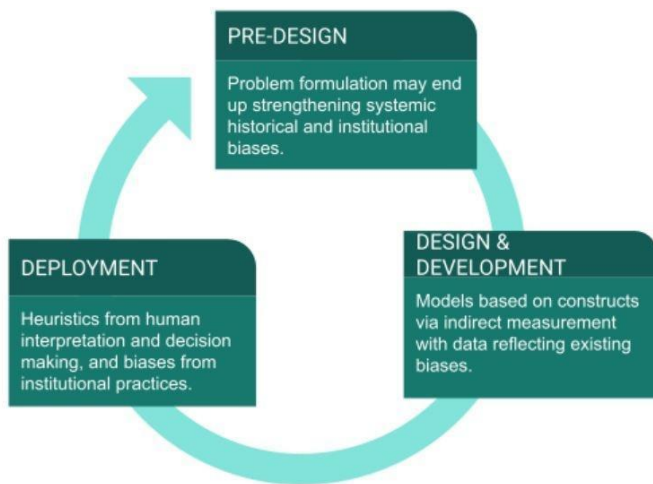 PRE-DESIGN
Problem formulation may end
up strengthening systemic
historical and institutional
biases.
DESIGN &
DEVELOPMENT
Models based on constructs
via indirect measurement
with data reflecting existing
biases.
DEPLOYMENT
Heuristics from human
interpretation and decision
making, and biases from
institutional practices.